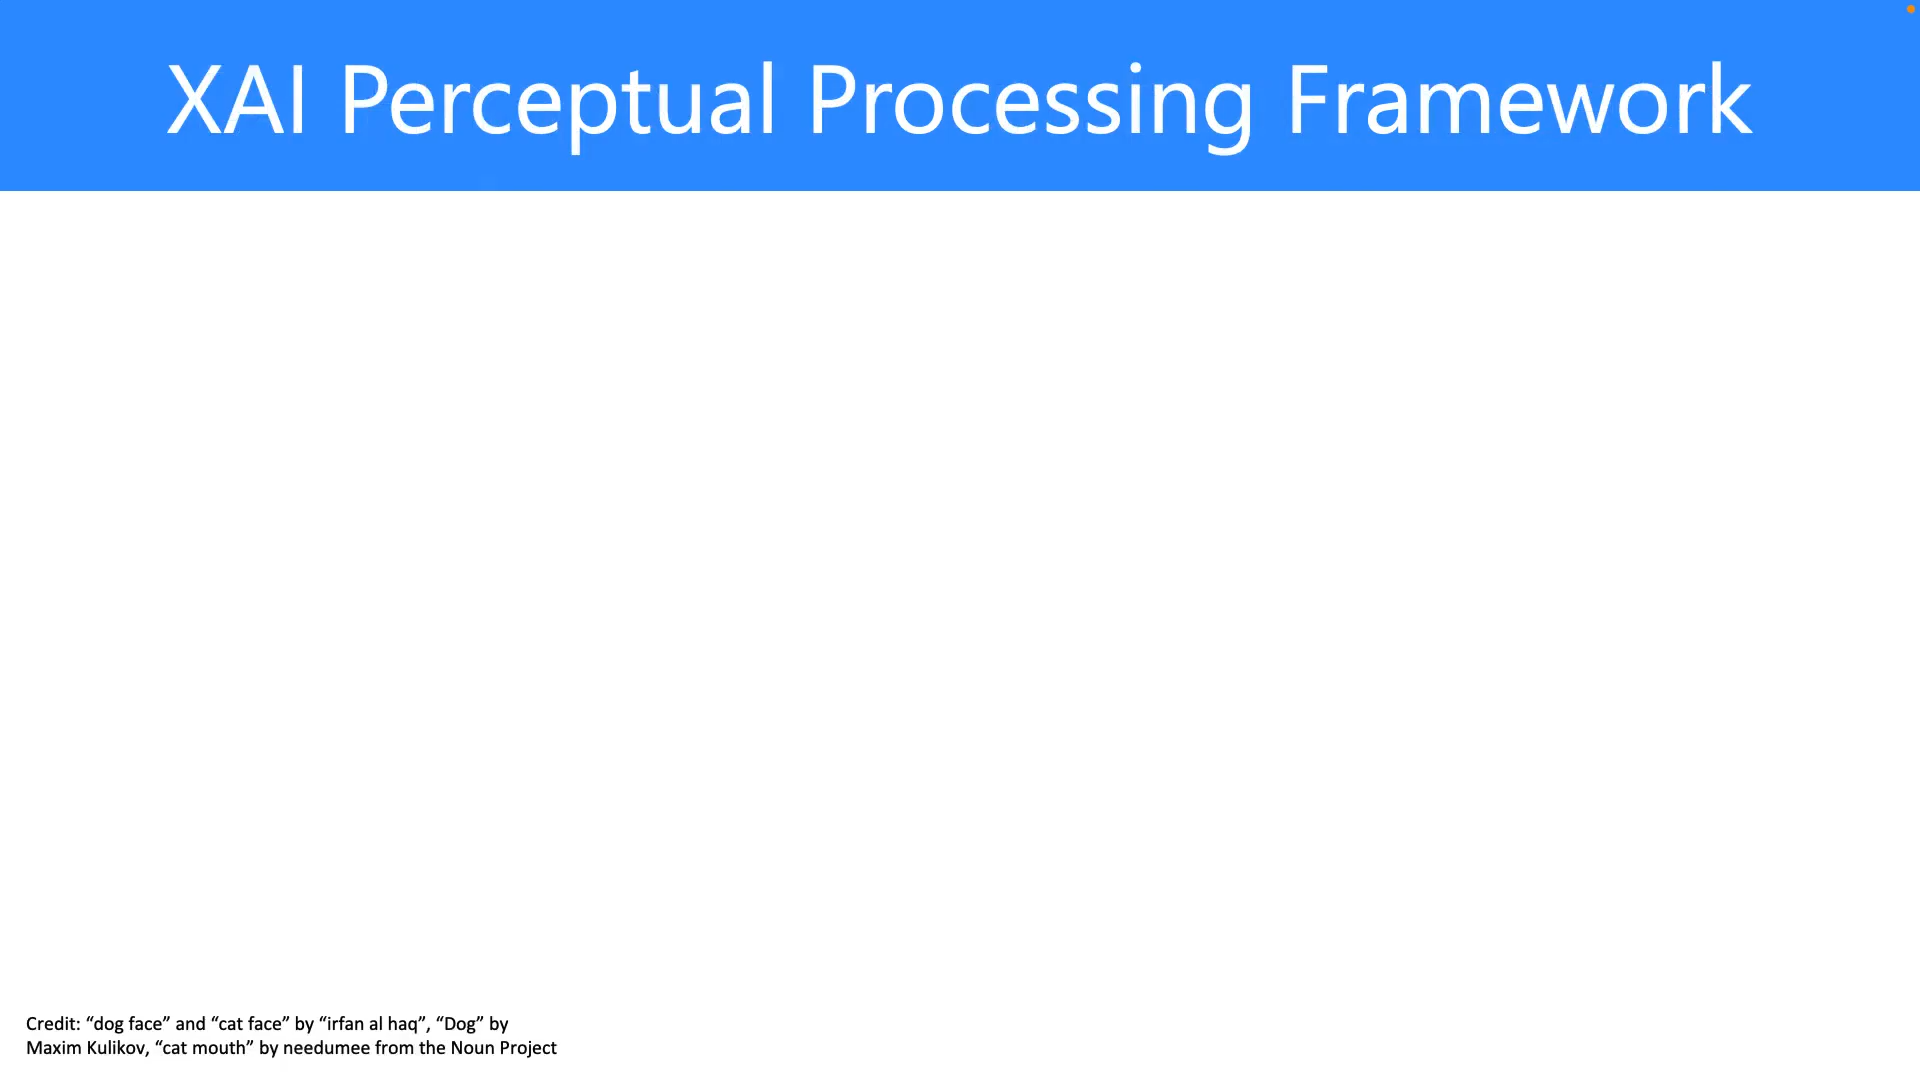 XAI Perceptual Processing Framework
Credit: “dog face” and “cat face” by “irfan al haq”, “Dog” by
Maxim Kulikov, “cat mouth” by needumee from the Noun Project